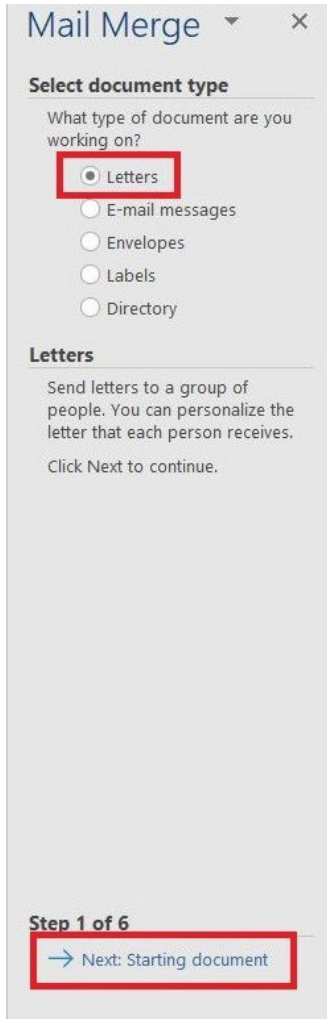 Mail Merge
Select document type
What type of document are you
working on?
Letters
E-mail messages
Envelopes
Labels
Directory
Letters
Send letters to a group of
people. You can personalize the
letter that each person receives.
Click Next to continue.
Step 1 of 6
Next: Starting document